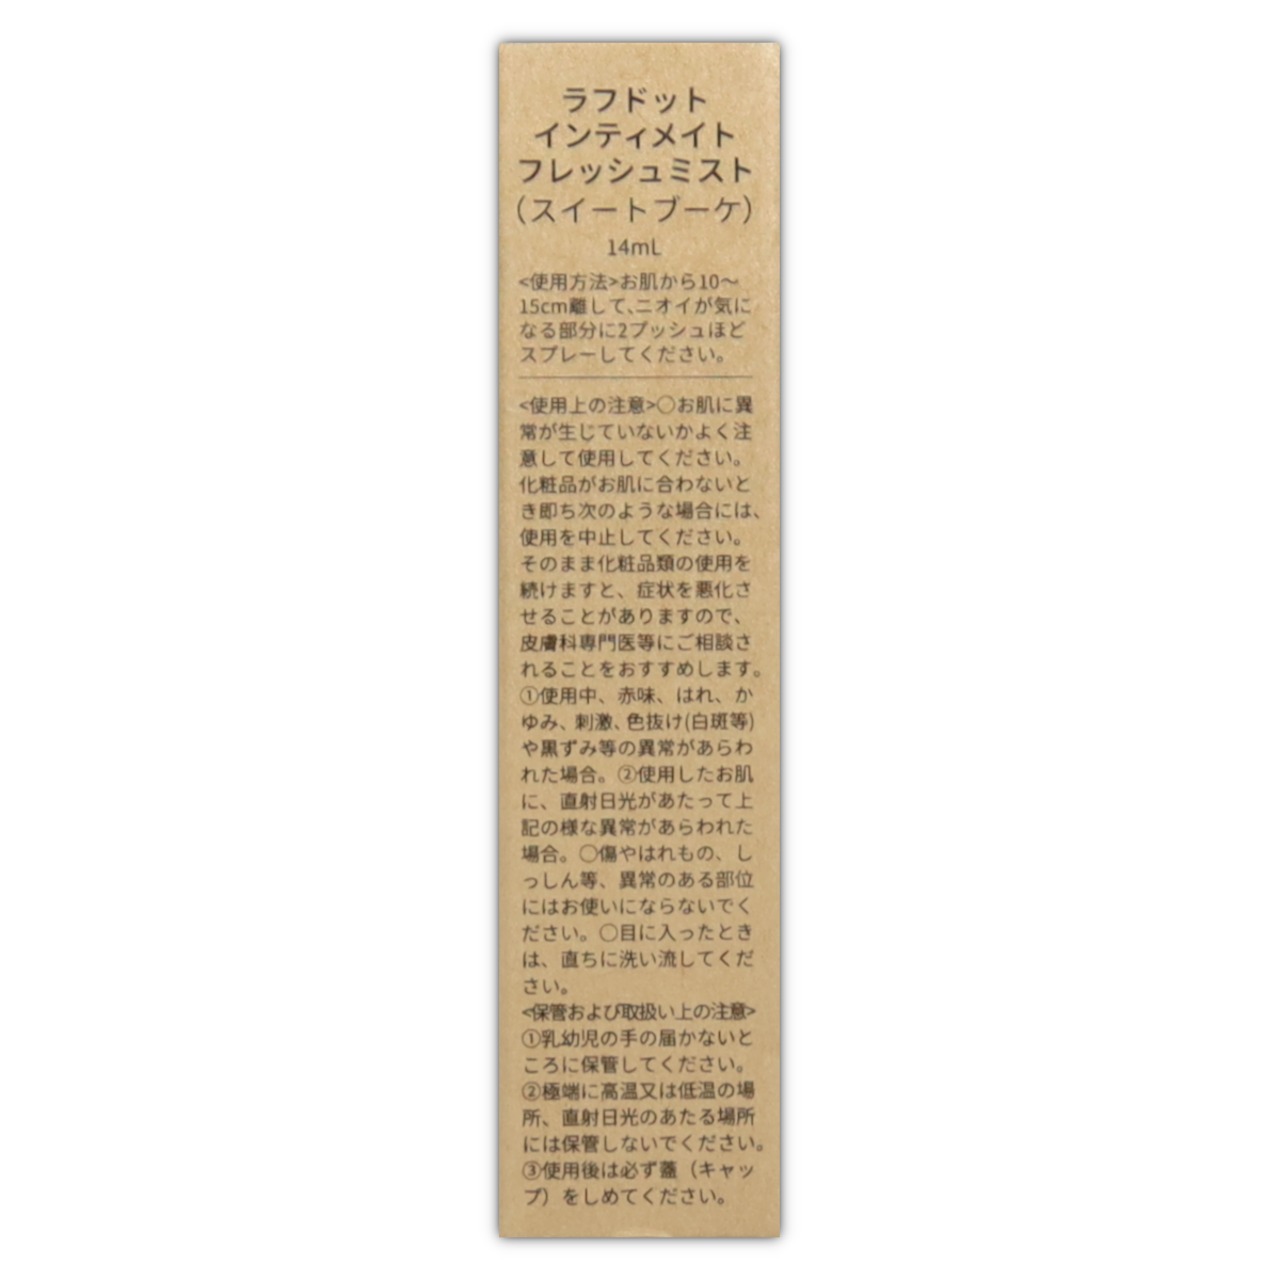 ラフドット
インティメイト
フレッシュミスト
（スイートブーケ）
14mL
<使用方法>お肌から10～
15cm離して、ニオイが気に
なる部分に2プッシュほど
スプレーしてください。
<使用上の注意>○お肌に異
常が生じていないかよく注
意して使用してください。
化粧品がお肌に合わないと
き即ち次のような場合には、
使用を中止してください。
そのまま化粧品類の使用を
続けますと、症状を悪化さ
せることがありますので、
皮膚科専門医等にご相談さ
れることをおすすめします。
①使用中、赤味、はれ、か
ゆみ、刺激、色抜け(白斑等)
や黒ずみ等の異常があらわ
れた場合。②使用したお肌
に、直射日光があたって上
記の様な異常があらわれた
場合。○傷やはれもの、し
っしん等、異常のある部位
にはお使いにならないでく
ださい。○目に入ったとき
は、直ちに洗い流してくだ
さい。
<保管および取扱い上の注意>
①乳幼児の手の届かないと
ころに保管してください。
②極端に高温又は低温の場
所、直射日光のあたる場所
には保管しないでください。
③使用後は必ず蓋（キャッ
プ）をしめてください。